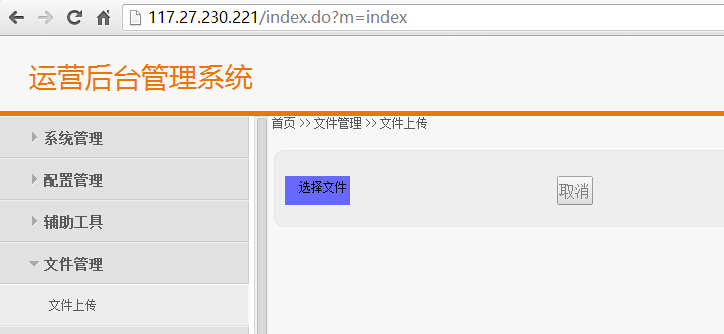 117.27.230.221/index.do?m=index
运营后台管理系统
首页 >> 文件管理 >> 文件上传
系统管理
配置管理
选择文件 取消
辅助工具
文件管理
文件上传